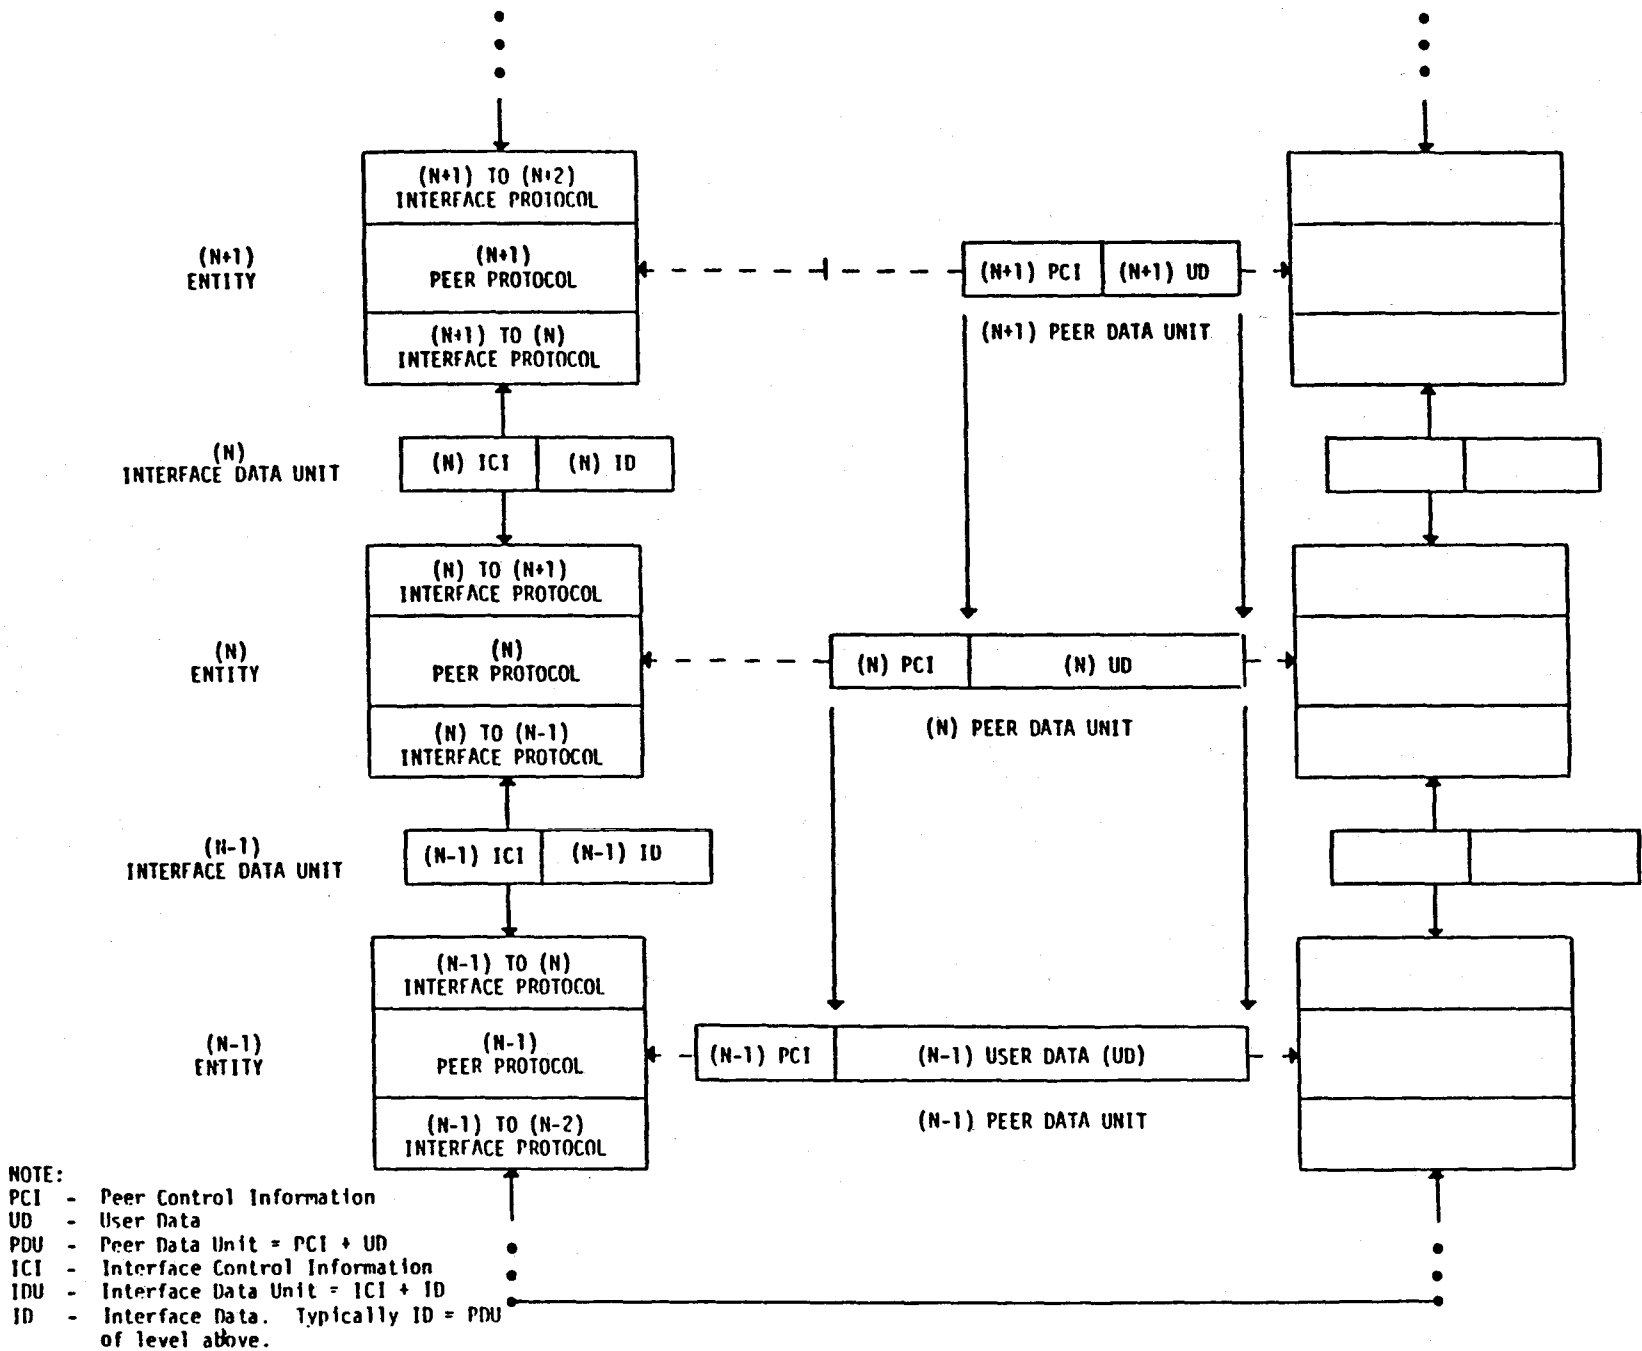 (N+1) TO (N+2)
INTERFACE PROTOCOL
(N+1)
ENTITY
(N+1)
PEER PROTOCOL
(N+1) PCI
(N+1) UD
(N+1) TO (N)
INTERFACE PROTOCOL
(N+1) PEER DATA UNIT
(N)
INTERFACE DATA UNIT
(N) ICI
(N) ID
(N) TO (N+1)
INTERFACE PROTOCOL
(N)
ENTITY
(N)
PEER PROTOCOL
(N) PCI
(N) UD
(N) TO (N-1)
INTERFACE PROTOCOL
(N) PEER DATA UNIT
(N-1)
INTERFACE DATA UNIT
(N-1) ICI
(N-1) ID
(N-1) TO (N)
INTERFACE PROTOCOL
(N-1)
ENTITY
(N-1)
PEER PROTOCOL
(N-1) PCI
(N-1) USER DATA (UD)
(N-1) TO (N-2)
INTERFACE PROTOCOL
(N-1) PEER DATA UNIT
NOTE:
PCI - Peer Control Information
UD - User Data
PDU - Peer Data Unit = PCI + UD
ICI - Interface Control Information
IDU - Interface Data Unit = ICI + ID
ID - Interface Data. Typically ID = PDU
of level above.